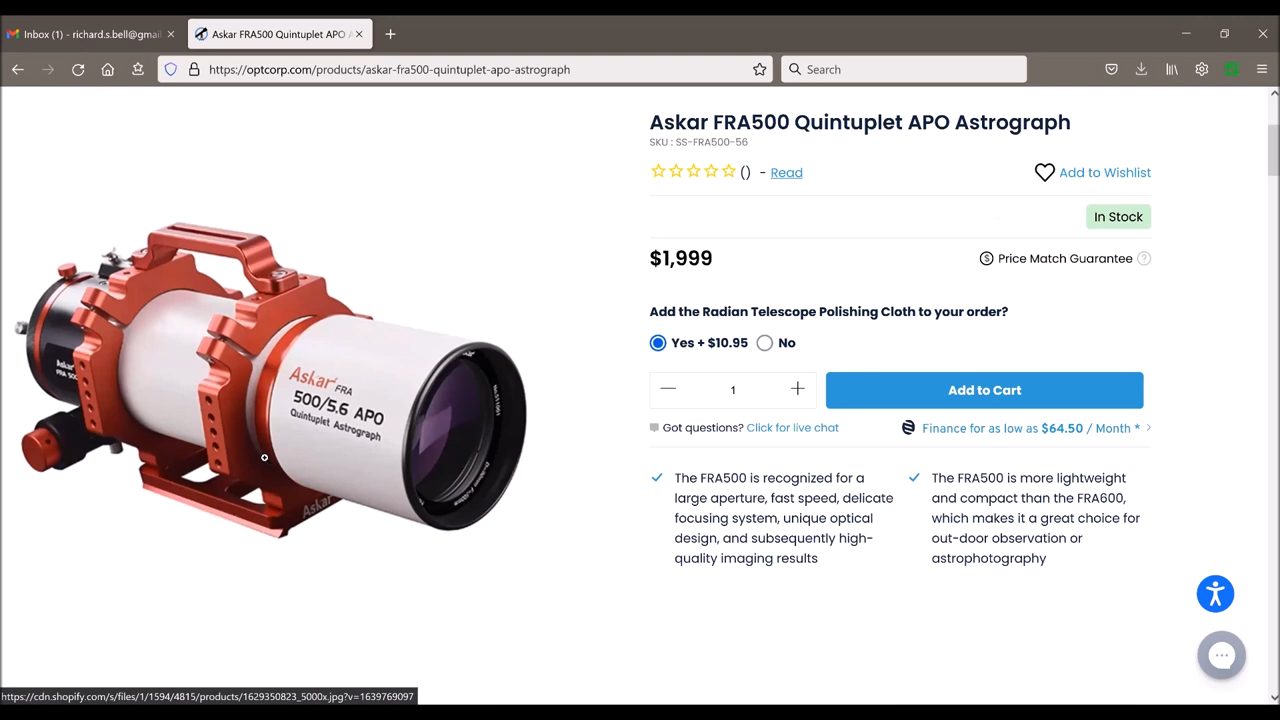 Inbox (1) - richard.s.bell@gmai
Askar FRA500 Quintuplet APO A
https://optcorp.com/products/askar-fra500-quintuplet-apo-astrograph
Search
Askar FRA500 Quintuplet APO Astrograph
SKU : SS-FRA500-56
() - Read
Add to Wishlist
In Stock
$1,999
Price Match Guarantee ?
Add the Radian Telescope Polishing Cloth to your order?
Yes + $10.95
No
1
Add to Cart
Got questions? Click for live chat
Finance for as low as $64.50 / Month *
The FRA500 is recognized for a
large aperture, fast speed, delicate
focusing system, unique optical
design, and subsequently high-
quality imaging results
The FRA500 is more lightweight
and compact than the FRA600,
which makes it a great choice for
out-door observation or
astrophotography
Askar FRA
500/5.6 APO
Quintuplet Astrograph
Askar
Askar
https://cdn.shopify.com/s/files/1/1594/4815/products/1629350823_5000x.jpg?v=1639769097